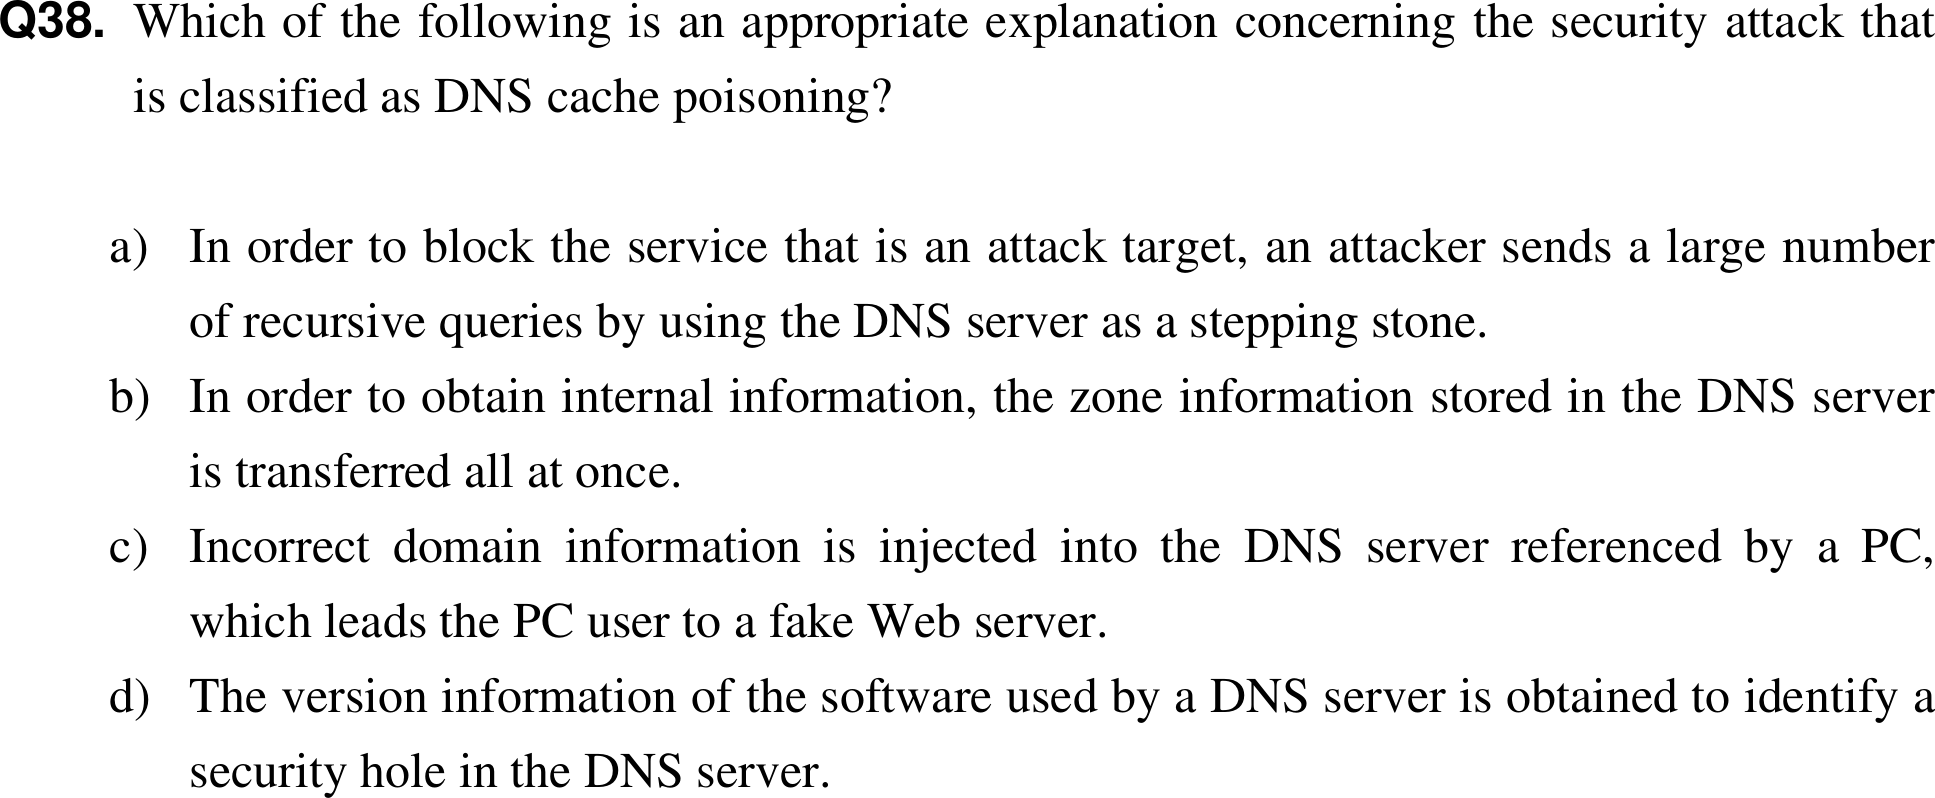 Q38. Which of the following is an appropriate explanation concerning the security attack that
is classified as DNS cache poisoning?
a) In order to block the service that is an attack target, an attacker sends a large number
of recursive queries by using the DNS server as a stepping stone.
b) In order to obtain internal information, the zone information stored in the DNS server
is transferred all at once.
c) Incorrect domain information is injected into the DNS server referenced by a PC,
which leads the PC user to a fake Web server.
d) The version information of the software used by a DNS server is obtained to identify a
security hole in the DNS server.